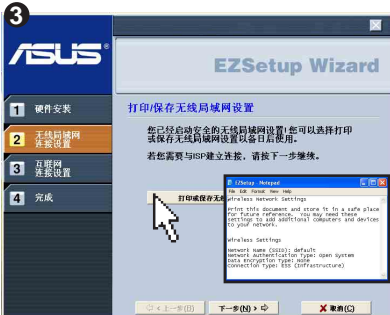 3
ASUS
EZSetup Wizard
1 硬件安装
2 无线局域网
连接设置
3 互联网
连接设置
4 完成
打印/保存无线局域网设置
您已经启动安全的无线局域网设置!您可以选择打印
或保存无线局域网设置以备日后使用。
若您需要与ISP建立连接,请按下一步继续。
打印或保存无
EZSetup - Notepad
File Edit Format View Help
Wireless Network Settings
Print this document and store it in a safe place
for future reference. You may need these
settings to add additional computers and devices
to your network.
Wireless Settings
Network Name (SSID): default
Network Authentication Type: Open System
Data Encryption Type: None
Connection Type: ESS (Infrastructure)
< 上一步(B)
下一步(N) >
取消(C)